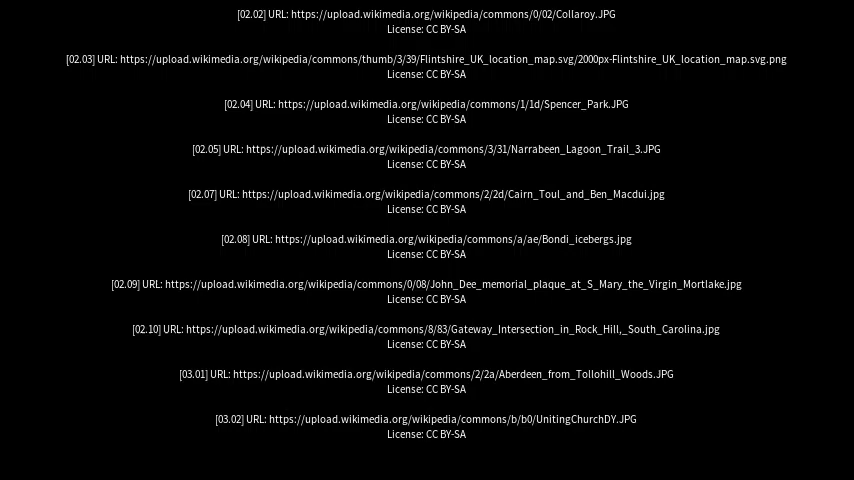 [02.02] URL: https://upload.wikimedia.org/wikipedia/commons/0/02/Collaroy.JPG
License: CC BY-SA
[02.03] URL: https://upload.wikimedia.org/wikipedia/commons/thumb/3/39/Flintshire_UK_location_map.svg/2000px-Flintshire_UK_location_map.svg.png
License: CC BY-SA
[02.04] URL: https://upload.wikimedia.org/wikipedia/commons/1/1d/Spencer_Park.JPG
License: CC BY-SA
[02.05] URL: https://upload.wikimedia.org/wikipedia/commons/3/31/Narrabeen_Lagoon_Trail_3.JPG
License: CC BY-SA
[02.07] URL: https://upload.wikimedia.org/wikipedia/commons/2/2d/Cairn_Toul_and_Ben_Macdui.jpg
License: CC BY-SA
[02.08] URL: https://upload.wikimedia.org/wikipedia/commons/a/ae/Bondi_icebergs.jpg
License: CC BY-SA
[02.09] URL: https://upload.wikimedia.org/wikipedia/commons/0/08/John_Dee_memorial_plaque_at_S_Mary_the_Virgin_Mortlake.jpg
License: CC BY-SA
[02.10] URL: https://upload.wikimedia.org/wikipedia/commons/8/83/Gateway_Intersection_in_Rock_Hill,_South_Carolina.jpg
License: CC BY-SA
[03.01] URL: https://upload.wikimedia.org/wikipedia/commons/2/2a/Aberdeen_from_Tollohill_Woods.JPG
License: CC BY-SA
[03.02] URL: https://upload.wikimedia.org/wikipedia/commons/b/b0/UnitingChurchDY.JPG
License: CC BY-SA